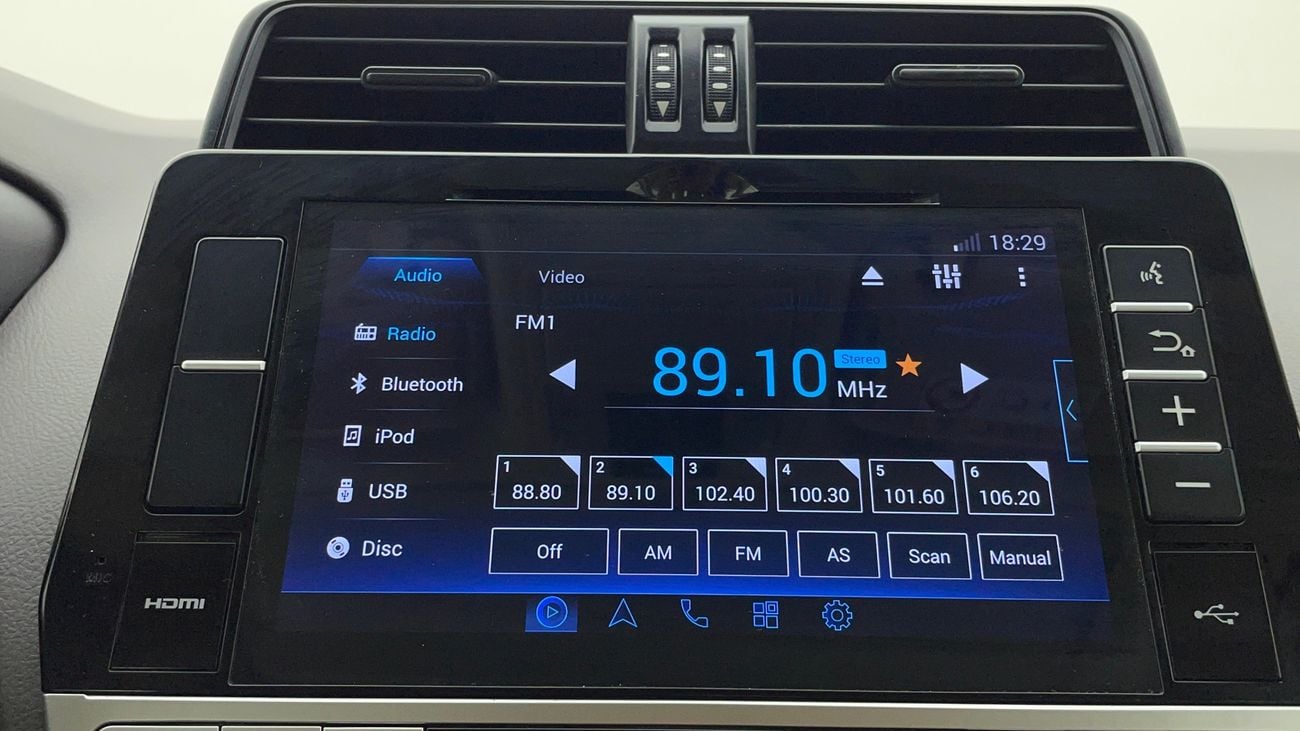 18:29
Audio
Video
Radio
Bluetooth
iPod
USB
Disc
FM1
89.10
Stereo
MHz
1
88.80
2
89.10
3
102.40
4
100.30
5
101.60
6
106.20
Off
AM
FM
AS
Scan
Manual
MIC
HDMI